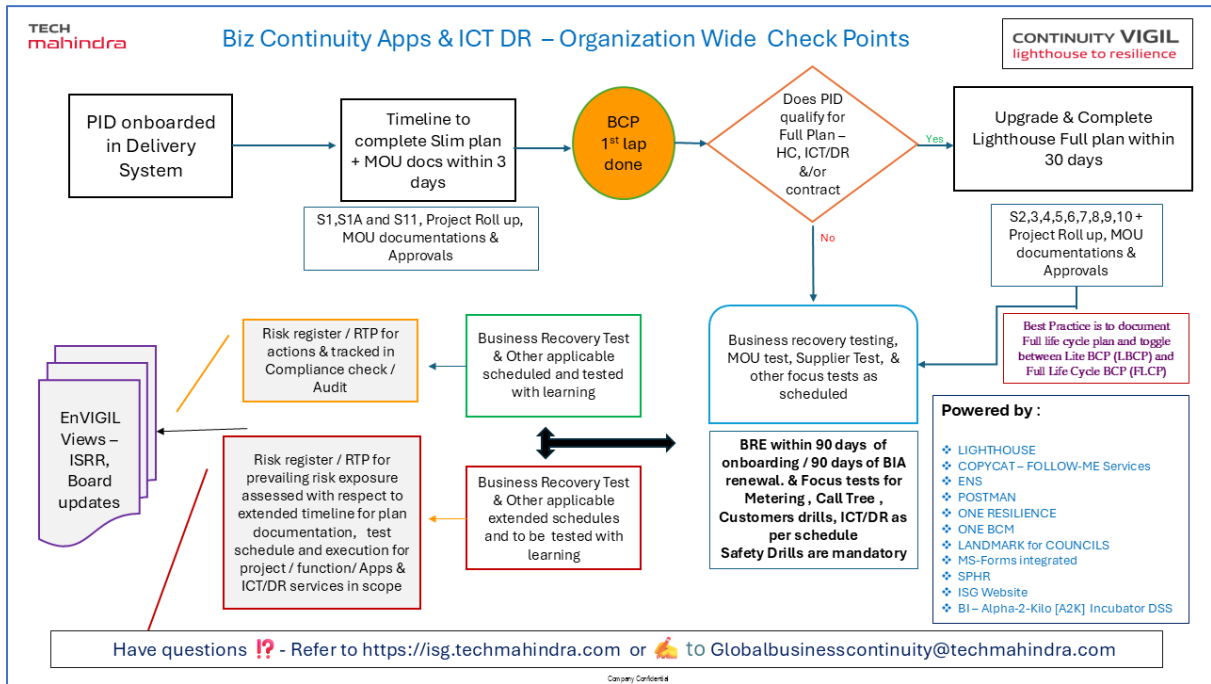 TECH
mahindra
Biz Continuity Apps & ICT DR – Organization Wide Check Points
CONTINUITY VIGIL
lighthouse to resilience
PID onboarded
in Delivery
System
Timeline to
complete Slim plan
+ MOU docs within 3
days
BCP
1st lap
done
Does PID
qualify for
Full Plan –
HC, ICT/DR
&/or
contract
Yes
Upgrade & Complete
Lighthouse Full plan within
30 days
S1,S1A and S11, Project Roll up,
MOU documentations &
Approvals
No
S2,3,4,5,6,7,8,9,10 +
Project Roll up, MOU
documentations &
Approvals
Risk register / RTP for
actions & tracked in
Compliance check /
Audit
Business Recovery Test
& Other applicable
scheduled and tested
with learning
Business recovery testing,
MOU test, Supplier Test, &
other focus tests as
scheduled
Best Practice is to document
Full life cycle plan and toggle
between Lite BCP (LBCP) and
Full Life Cycle BCP (FLCP)
EnVIGIL
Views –
ISRR,
Board
updates
Risk register / RTP for
prevailing risk exposure
assessed with respect to
extended timeline for plan
documentation, test
schedule and execution for
project / function/ Apps &
ICT/DR services in scope
Business Recovery Test
& Other applicable
extended schedules
and to be tested with
learning
BRE within 90 days of
onboarding / 90 days of BIA
renewal. & Focus tests for
Metering , Call Tree ,
Customers drills, ICT/DR as
per schedule
Safety Drills are mandatory
Powered by :
❖ LIGHTHOUSE
❖ COPYCAT – FOLLOW-ME Services
❖ ENS
❖ POSTMAN
❖ ONE RESILIENCE
❖ ONE BCM
❖ LANDMARK for COUNCILS
❖ MS-Forms integrated
❖ SPHR
❖ ISG Website
❖ BI – Alpha-2-Kilo [A2K] Incubator DSS
Have questions ⁉ - Refer to https://isg.techmahindra.com or ✍ to Globalbusinesscontinuity@techmahindra.com
Company Confidential